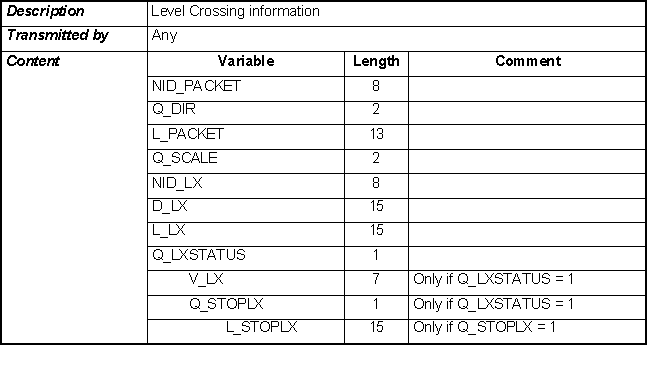 Description Level Crossing information
Transmitted by Any
Content Variable Length Comment
NID_PACKET 8
Q_DIR 2
L_PACKET 13
Q_SCALE 2
NID_LX 8
D_LX 15
L_LX 15
Q_LXSTATUS 1
V_LX 7 Only if Q_LXSTATUS = 1
Q_STOPLX 1 Only if Q_LXSTATUS = 1
L_STOPLX 15 Only if Q_STOPLX = 1